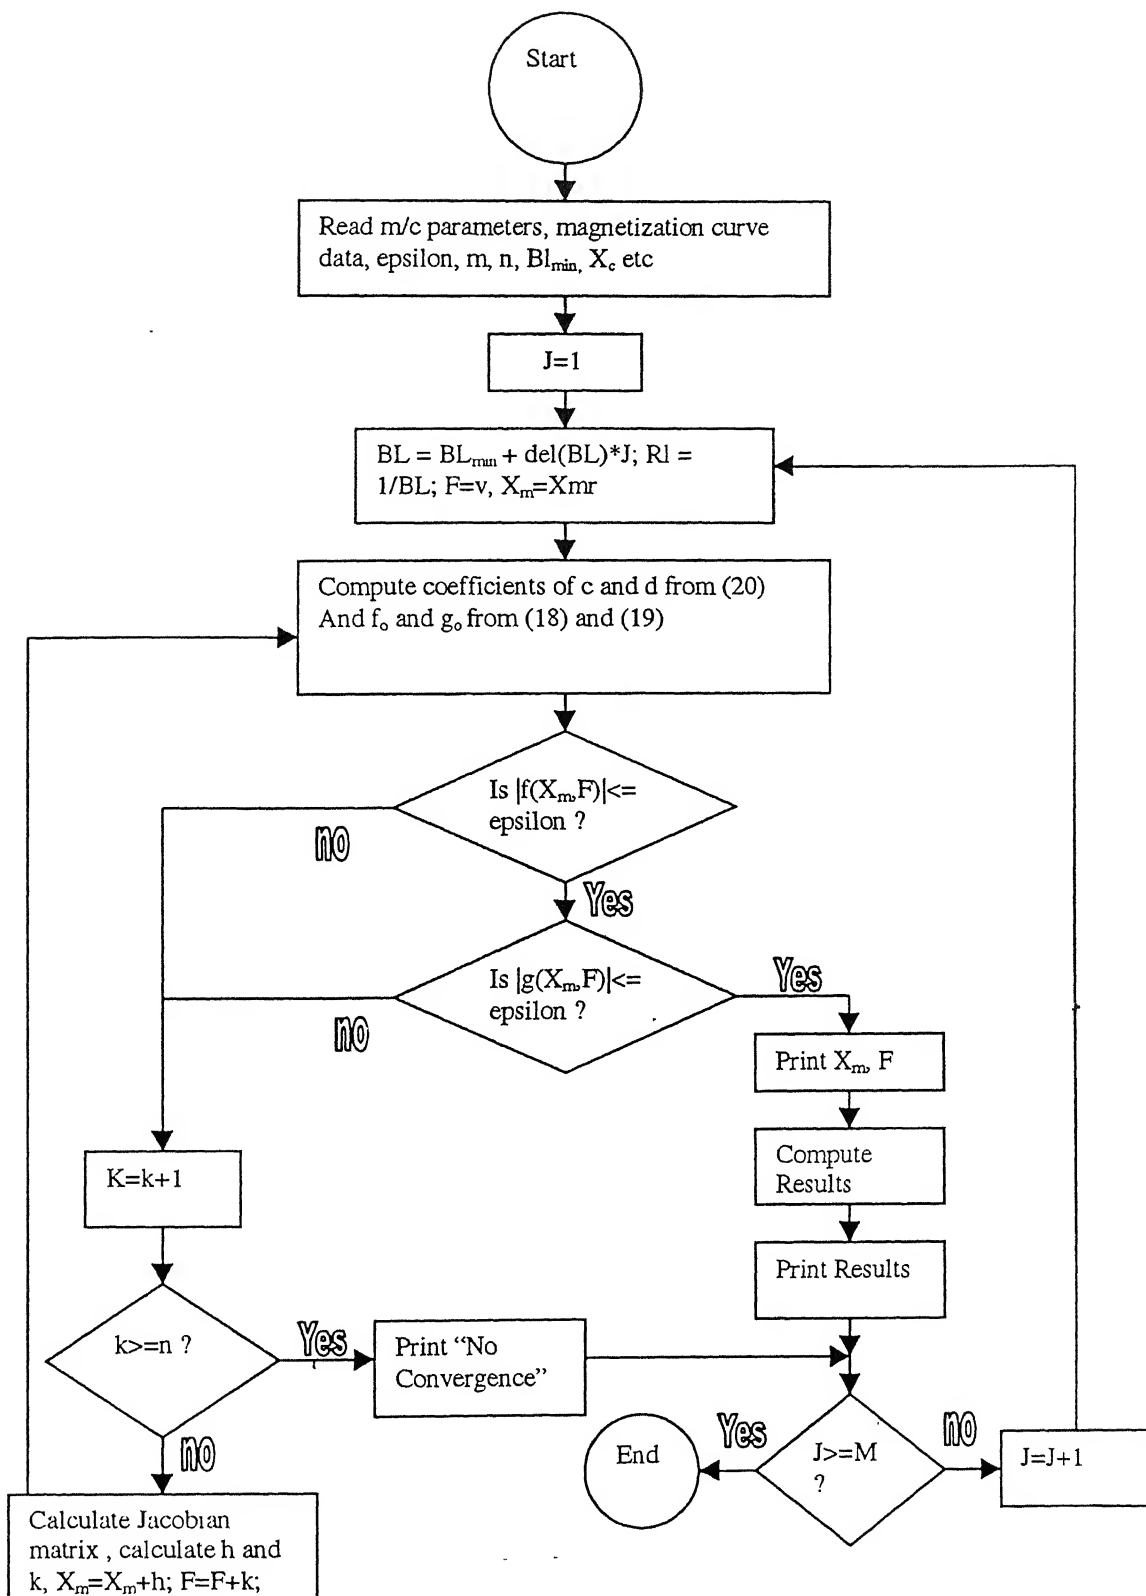 Start
Read m/c parameters, magnetization curve
data, epsilon, m, n, Bl_min, X_c etc
J=1
BL = BL_min + del(BL)*J; Rl =
1/BL; F=v, X_m=Xmr
Compute coefficients of c and d from (20)
And f_o and g_o from (18) and (19)
Is |f(X_m,F)|<=
epsilon ?
no
Yes
Is |g(X_m,F)|<=
epsilon ?
Yes
no
Print X_m, F
K=k+1
Compute
Results
Print Results
k>=n ?
Yes
Print “No
Convergence”
no
End
Yes
J>=M
?
no
J=J+1
Calculate Jacobian
matrix , calculate h and
k, X_m=X_m+h; F=F+k;